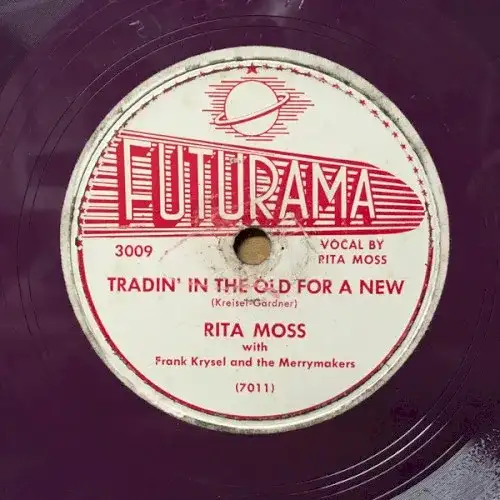 FUTURAMA
3009
VOCAL BY
RITA MOSS
TRADIN' IN THE OLD FOR A NEW
(Kreisel-Gardner)
RITA MOSS
with
Frank Krysel and the Merrymakers
(7011)